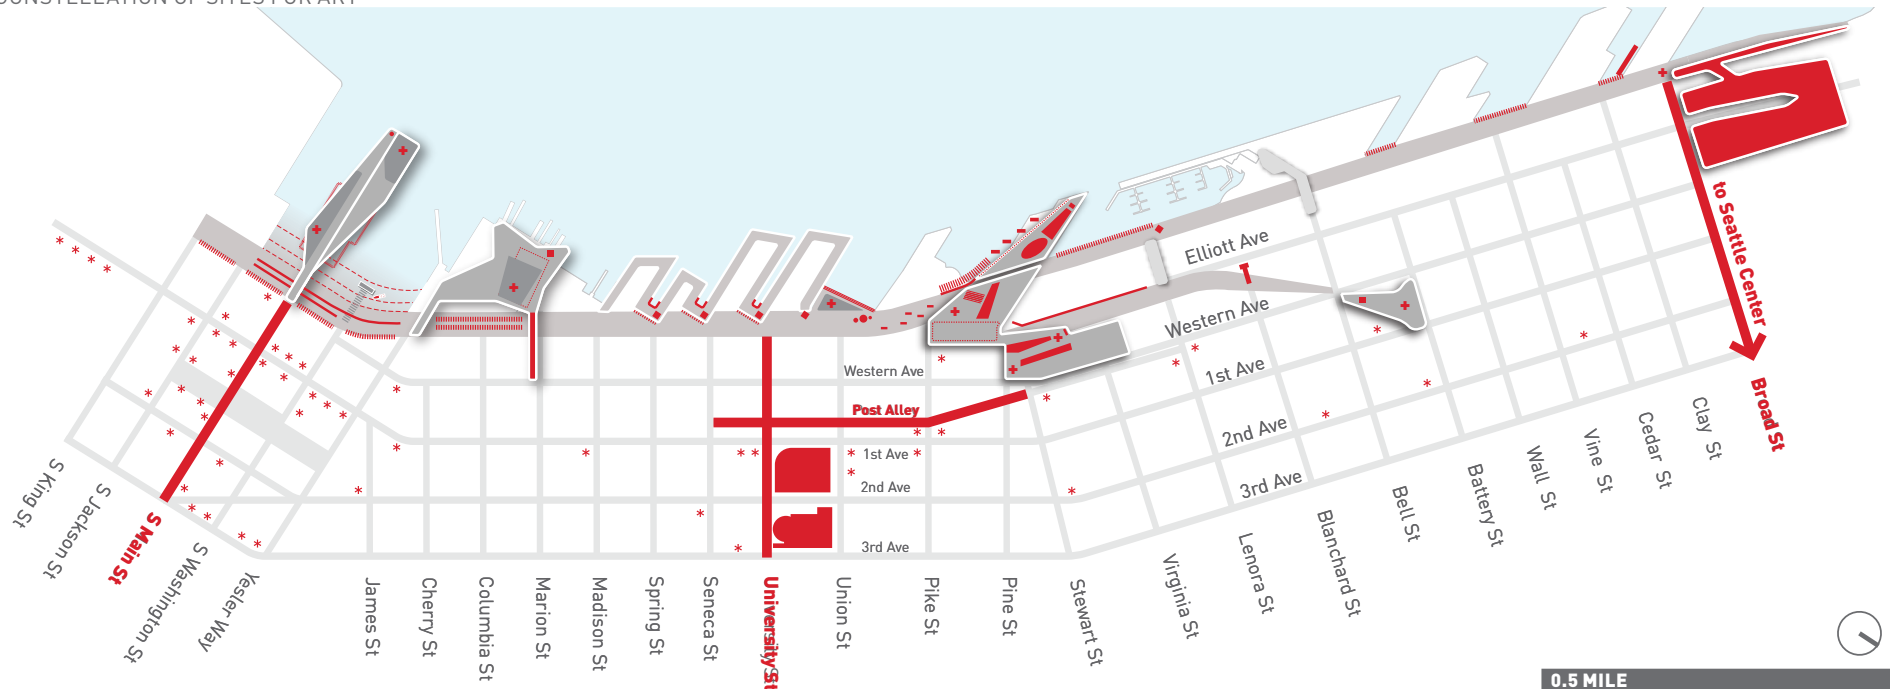 CONSTELLATION OF SITES FOR ART
Elliott Ave
Western Ave
1st Ave
2nd Ave
3rd Ave
Western Ave
Post Alley
1st Ave
2nd Ave
3rd Ave
to Seattle Center
Broad St
S King St
S Jackson St
S Main St
S Washington St
Yesler Way
James St
Cherry St
Columbia St
Marion St
Madison St
Spring St
Seneca St
University St
Union St
Pike St
Pine St
Stewart St
Virginia St
Lenora St
Blanchard St
Bell St
Battery St
Wall St
Vine St
Cedar St
Clay St
0.5 MILE